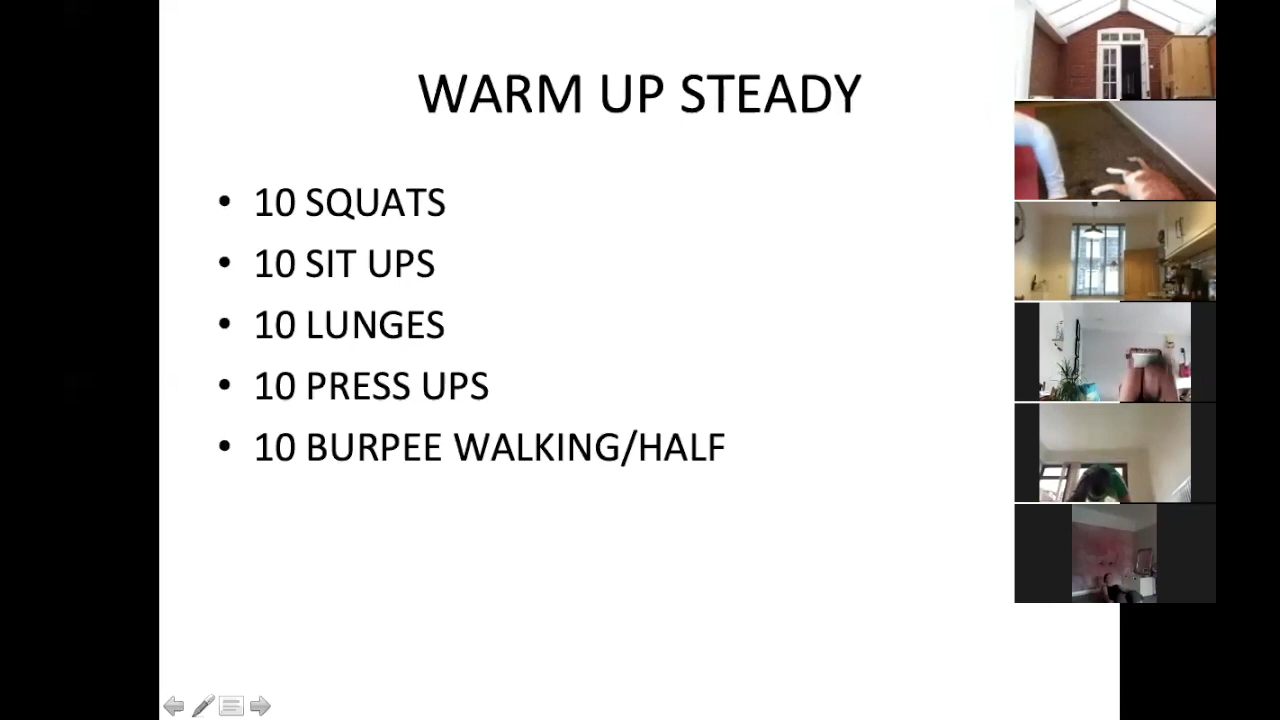 WARM UP STEADY
• 10 SQUATS
• 10 SIT UPS
• 10 LUNGES
• 10 PRESS UPS
• 10 BURPEE WALKING/HALF